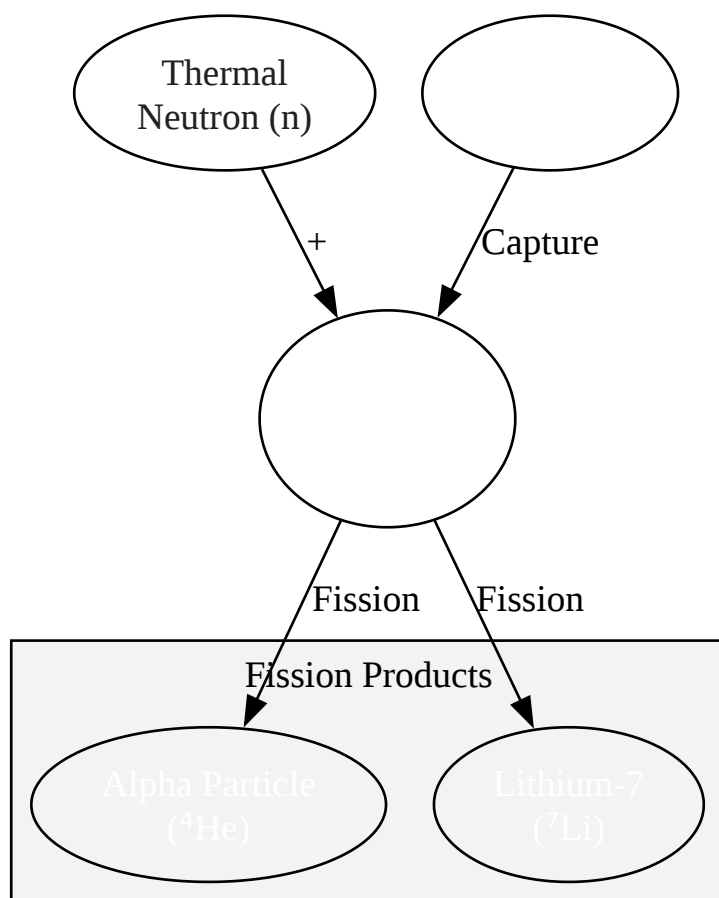 Thermal
Neutron (n)
+
Capture
Fission
Fission
Fission Products
Alpha Particle
(⁴He)
Lithium-7
(⁷Li)